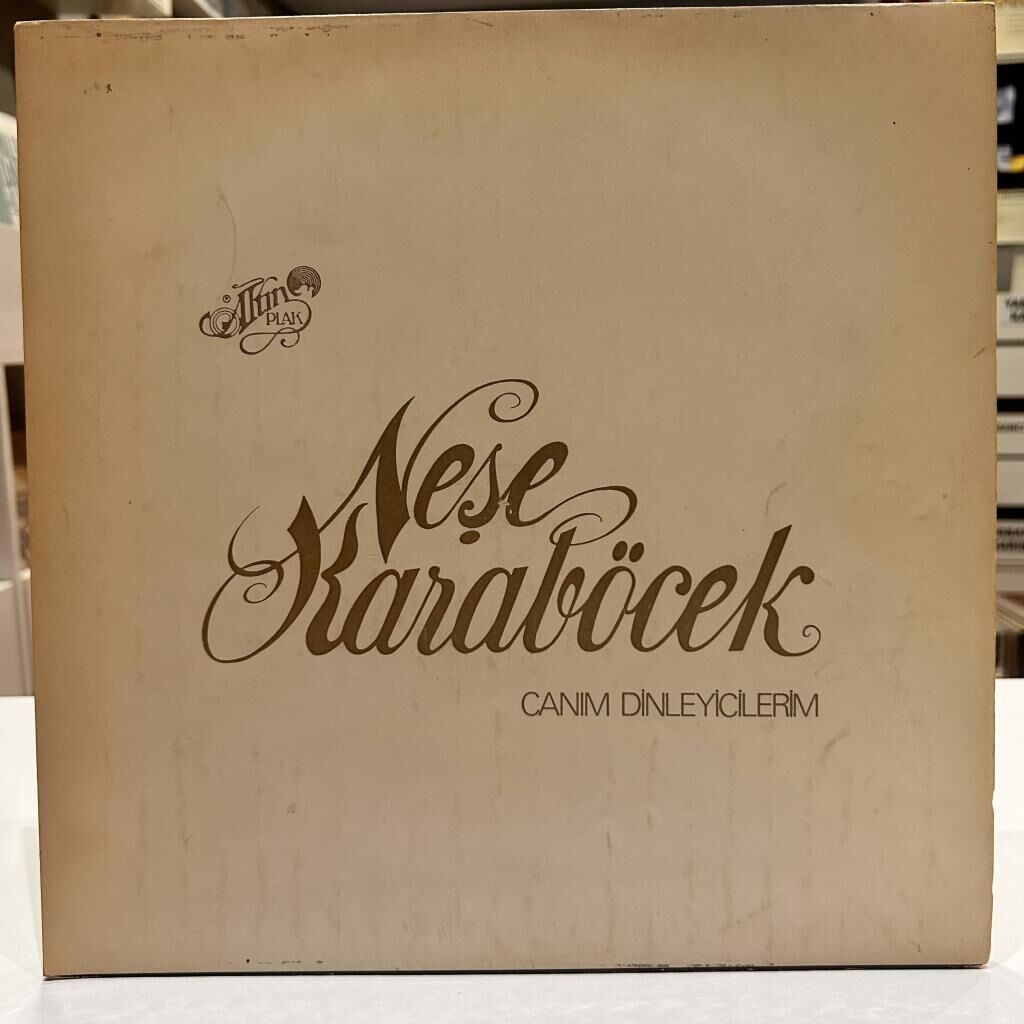 Altın
PLAK
Neşe
Karaböcek
CANIM DİNLEYİCİLERİM